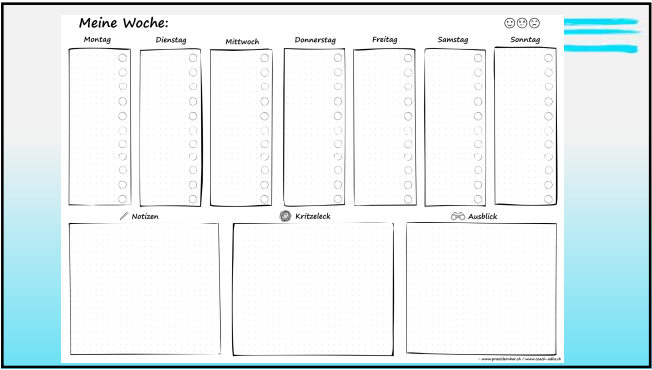 Meine Woche:
Montag Dienstag Mittwoch Donnerstag Freitag Samstag Sonntag
Notizen Kritzeleck Ausblick